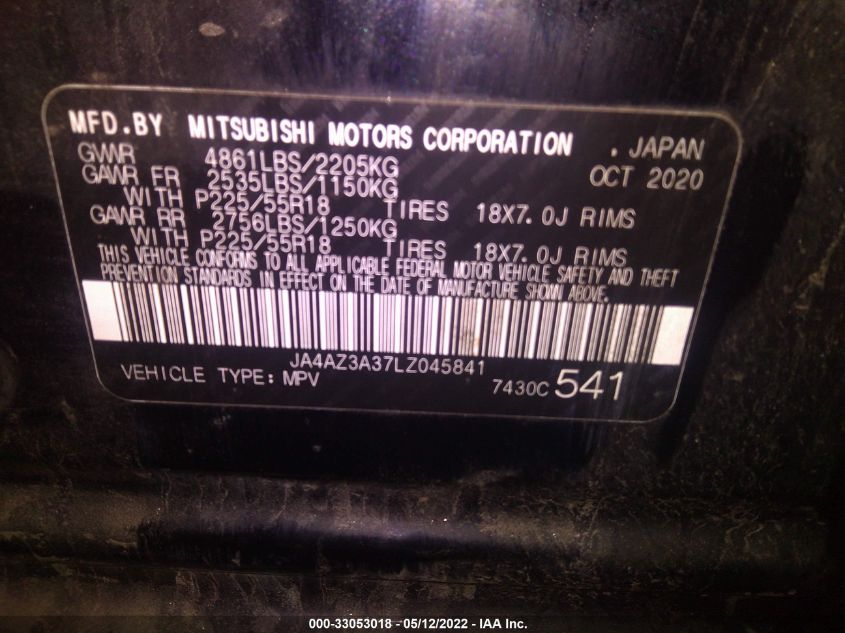 MFD.BY MITSUBISHI MOTORS CORPORATION . JAPAN
GVWR 4861LBS/2205KG OCT 2020
GAWR FR 2535LBS/1150KG
WITH P225/55R18 TIRES 18X7.0J RIMS
GAWR RR 2756LBS/1250KG
WITH P225/55R18 TIRES 18X7.0J RIMS
THIS VEHICLE CONFORMS TO ALL APPLICABLE FEDERAL MOTOR VEHICLE SAFETY AND THEFT
PREVENTION STANDARDS IN EFFECT ON THE DATE OF MANUFACTURE SHOWN ABOVE.
JA4AZ3A37LZ045841
VEHICLE TYPE: MPV 7430C 541
000-33053018 - 05/12/2022 - IAA Inc.